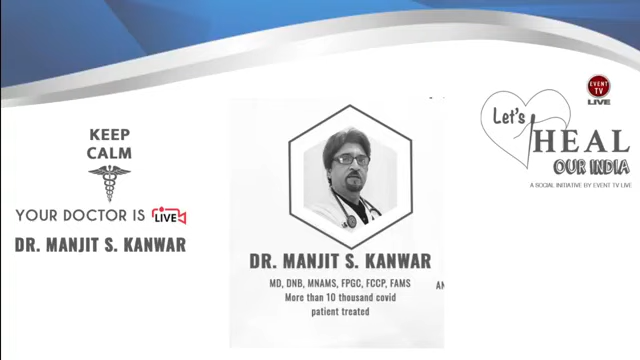 KEEP
CALM
YOUR DOCTOR IS LIVE
DR. MANJIT S. KANWAR
DR. MANJIT S. KANWAR
MD, DNB, MNAMS, FPGC, FCCP, FAMS
More than 10 thousand covid
patient treated
AN
EVENT
TV
LIVE
Let's
HEAL
OUR INDIA
A SOCIAL INITIATIVE BY EVENT TV LIVE